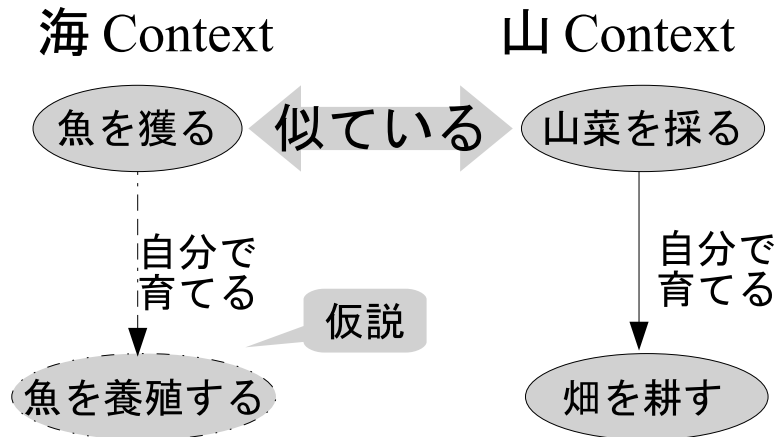 海 Context
山 Context
魚を獲る
似ている
山菜を採る
自分で
育てる
自分で
育てる
仮説
魚を養殖する
畑を耕す